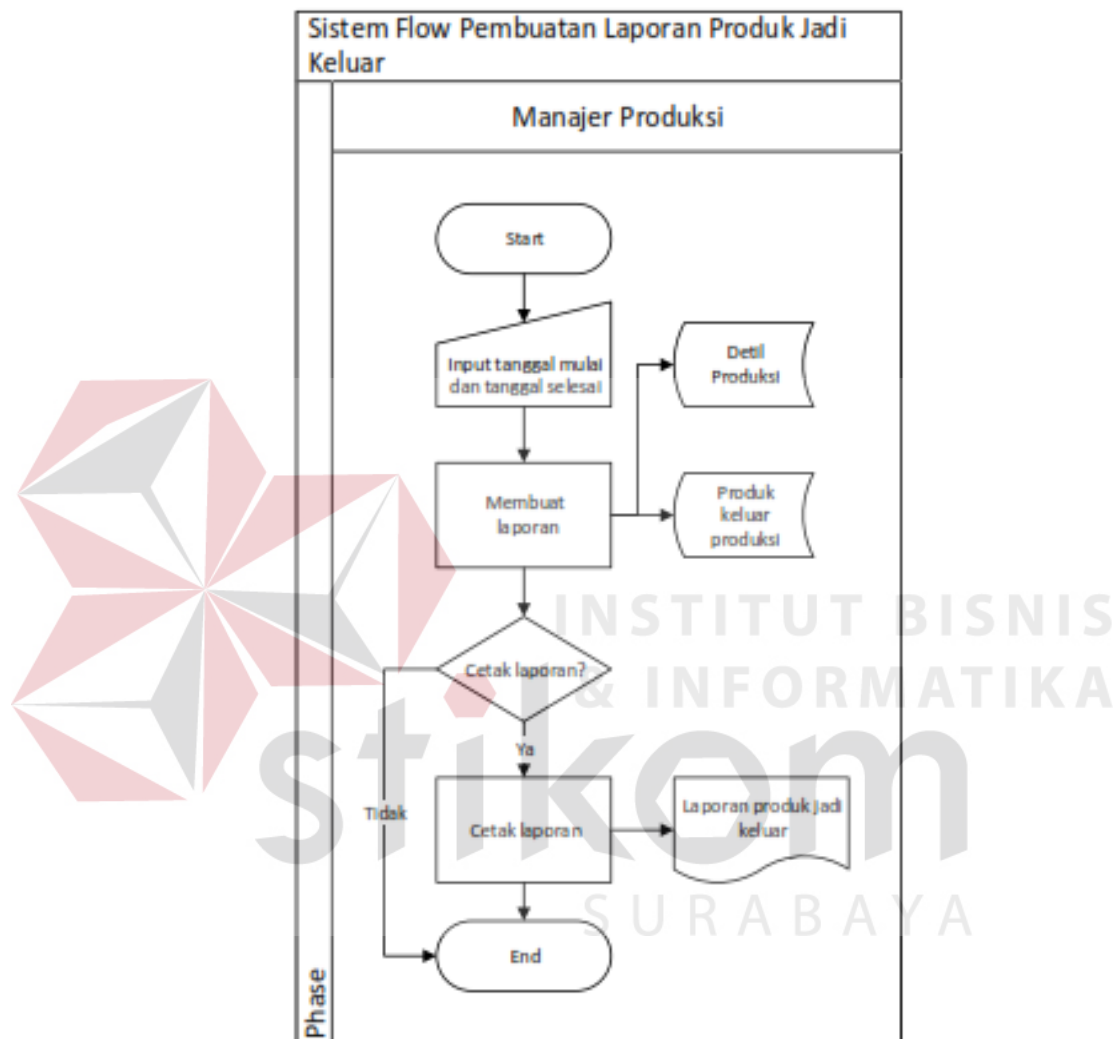 Sistem Flow Pembuatan Laporan Produk Jadi
Keluar
Manajer Produksi
Phase
Start
Input tanggal mulai
dan tanggal selesai
Detil
Produksi
Membuat
laporan
Produk
keluar
produksi
Cetak laporan?
Ya
Tidak
Cetak laporan
Laporan produk jadi
keluar
End
INSTITUT BISNIS
& INFORMATIKA
stikom
SURABAYA